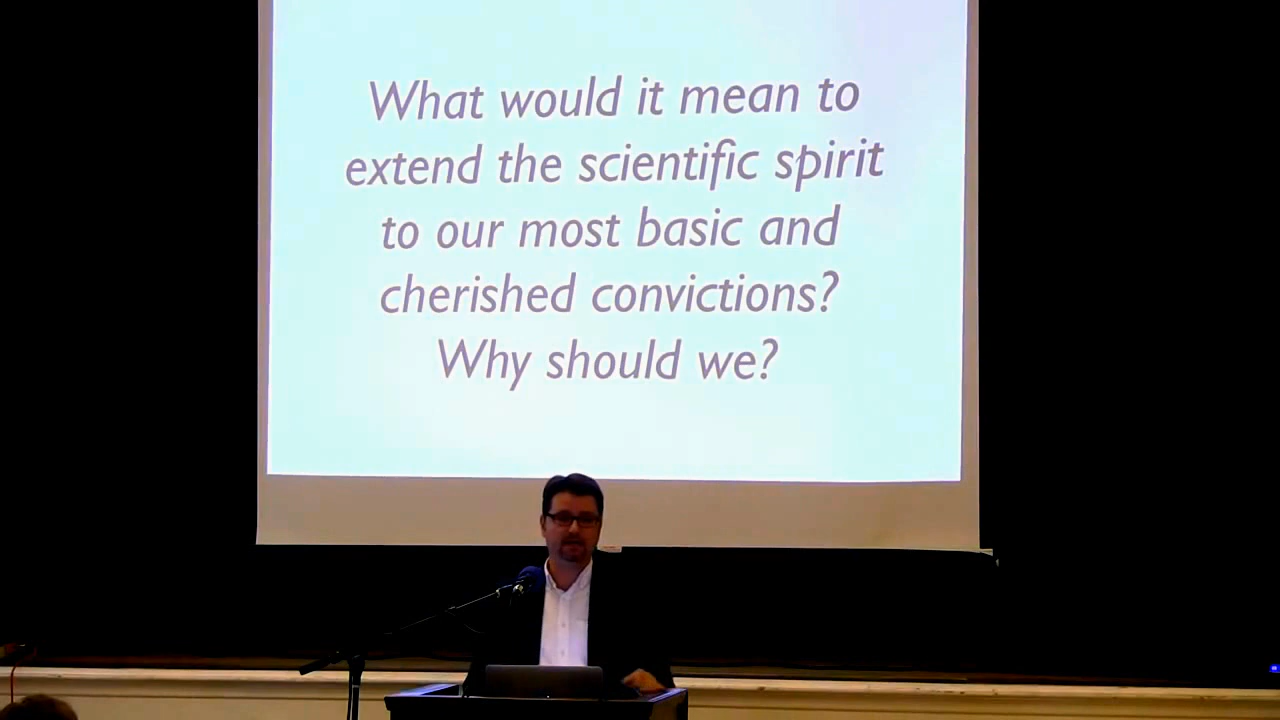 What would it mean to
extend the scientific spirit
to our most basic and
cherished convictions?
Why should we?